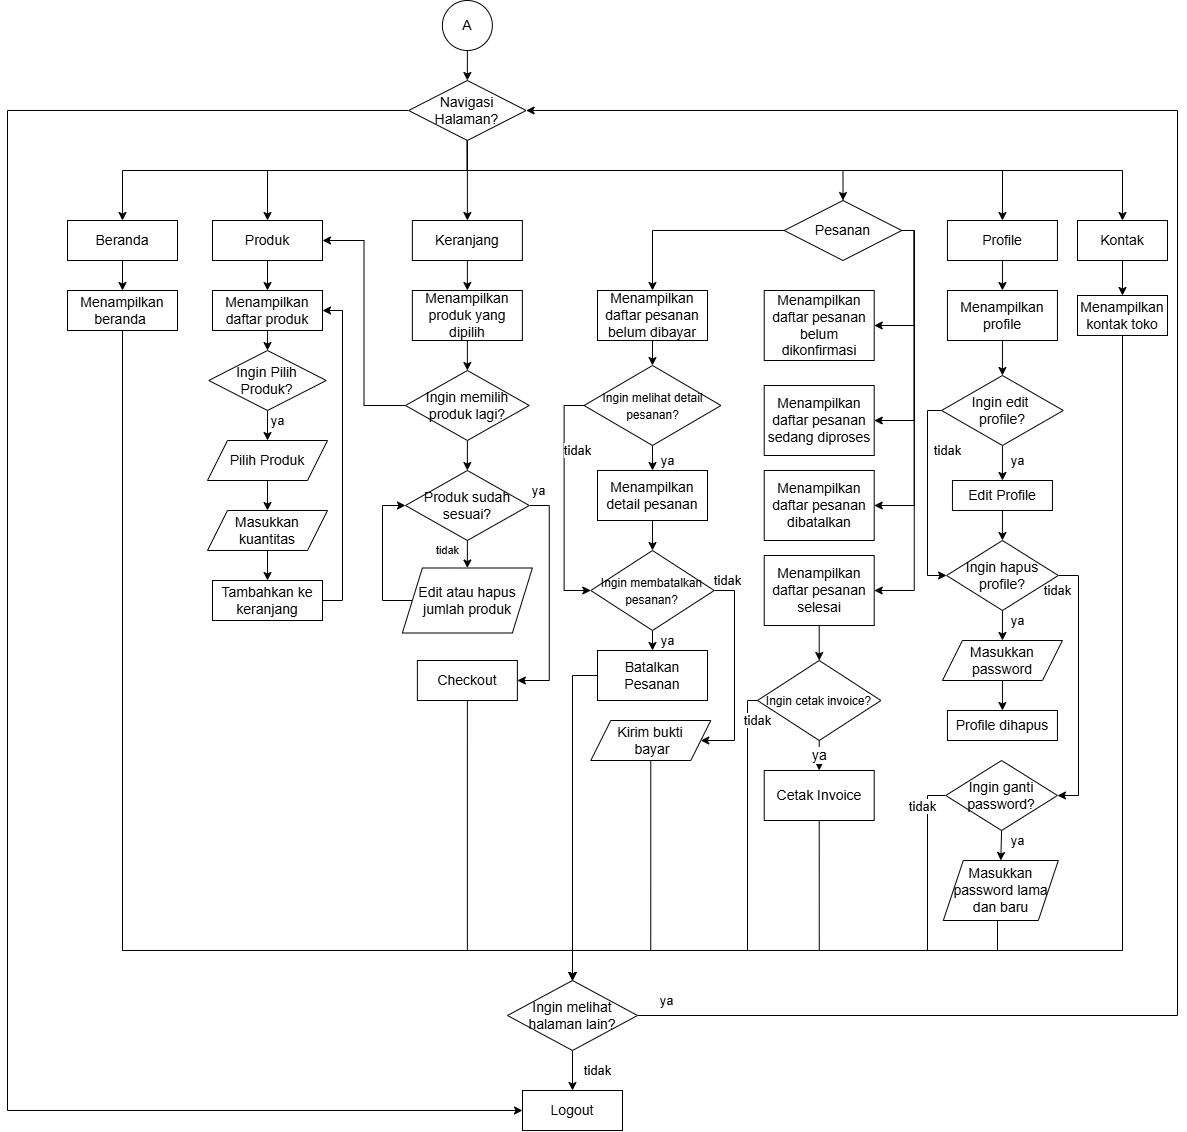 A
Navigasi
Halaman?
Beranda
Produk
Keranjang
Pesanan
Profile
Kontak
Menampilkan
beranda
Menampilkan
daftar produk
Menampilkan
produk yang
dipilih
Menampilkan
daftar pesanan
belum dibayar
Menampilkan
daftar pesanan
belum
dikonfirmasi
Menampilkan
profile
Menampilkan
kontak toko
Ingin Pilih
Produk?
ya
Pilih Produk
Masukkan
kuantitas
Tambahkan ke
keranjang
Ingin memilih
produk lagi?
Produk sudah
sesuai?
ya
tidak
Edit atau hapus
jumlah produk
Checkout
Ingin melihat detail
pesanan?
tidak
ya
Menampilkan
detail pesanan
Ingin membatalkan
pesanan?
tidak
ya
Batalkan
Pesanan
Kirim bukti
bayar
Menampilkan
daftar pesanan
sedang diproses
Menampilkan
daftar pesanan
dibatalkan
Menampilkan
daftar pesanan
selesai
Ingin cetak invoice?
tidak
ya
Cetak Invoice
Ingin edit
profile?
tidak
ya
Edit Profile
Ingin hapus
profile?
tidak
ya
Masukkan
password
Profile dihapus
Ingin ganti
password?
tidak
ya
Masukkan
password lama
dan baru
Ingin melihat
halaman lain?
ya
tidak
Logout